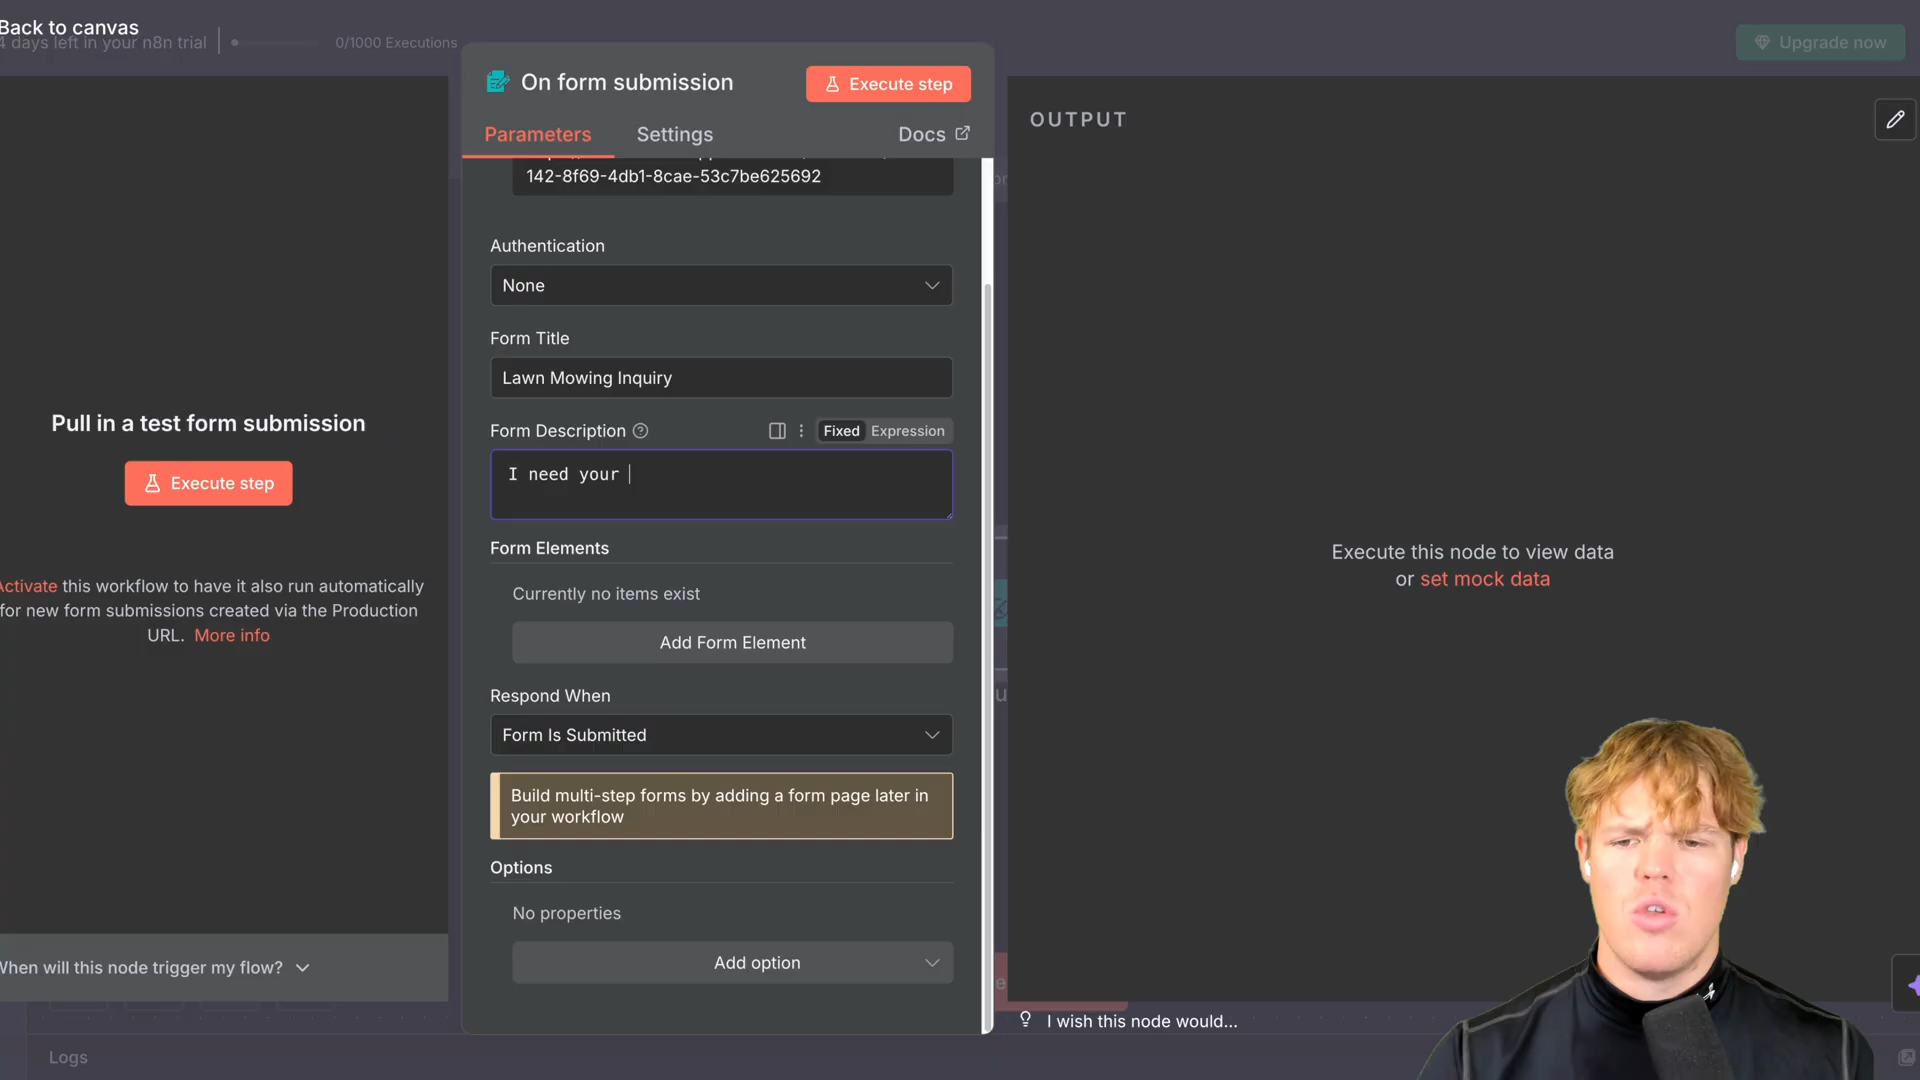 Back to canvas
4 days left in your n8n trial
0/1000 Executions
Upgrade now
On form submission
Execute step
Parameters
Settings
Docs
OUTPUT
142-8f69-4db1-8cae-53c7be625692
Authentication
None
Form Title
Lawn Mowing Inquiry
Form Description
Fixed
Expression
I need your
Pull in a test form submission
Execute step
Form Elements
Currently no items exist
Add Form Element
Execute this node to view data
or set mock data
Activate this workflow to have it also run automatically
for new form submissions created via the Production
URL. More info
Respond When
Form Is Submitted
Build multi-step forms by adding a form page later in
your workflow
Options
No properties
Add option
When will this node trigger my flow?
I wish this node would...
Logs